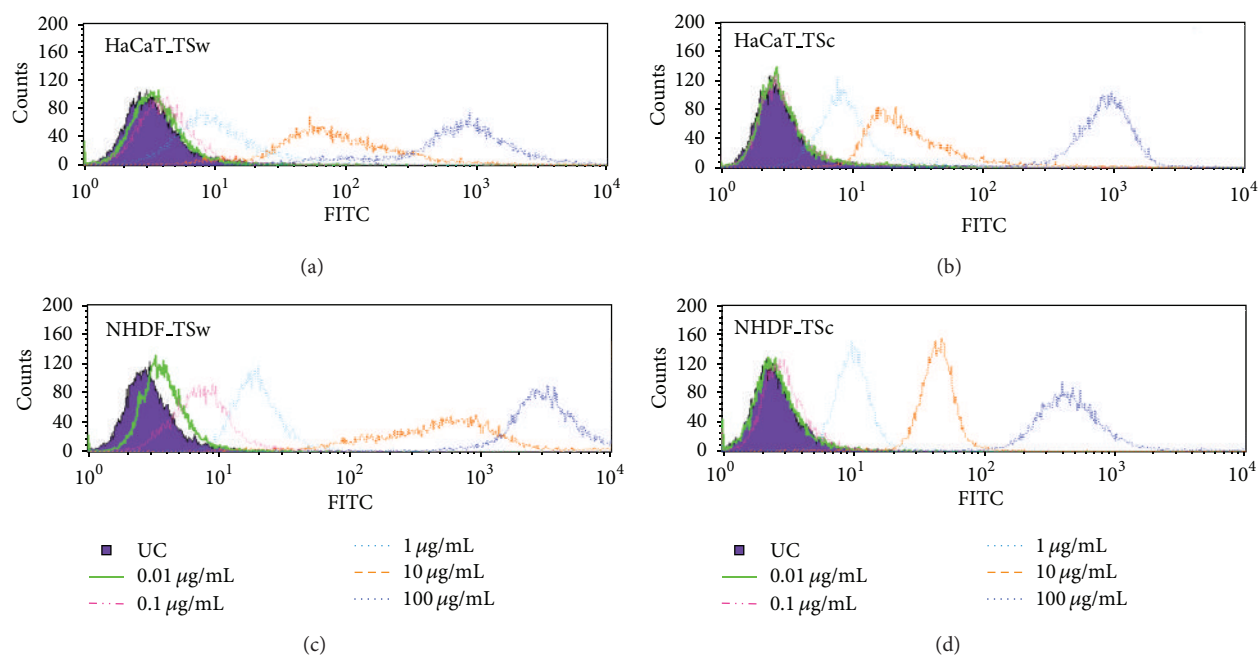 200
160
120
80
40
0
Counts
HaCaT_TSw
10^0 10^1 10^2 10^3 10^4
FITC
(a)
200
160
120
80
40
0
Counts
HaCaT_TSc
10^0 10^1 10^2 10^3 10^4
FITC
(b)
200
160
120
80
40
0
Counts
NHDF_TSw
10^0 10^1 10^2 10^3 10^4
FITC
UC
0.01 μg/mL
0.1 μg/mL
1 μg/mL
10 μg/mL
100 μg/mL
(c)
200
160
120
80
40
0
Counts
NHDF_TSc
10^0 10^1 10^2 10^3 10^4
FITC
UC
0.01 μg/mL
0.1 μg/mL
1 μg/mL
10 μg/mL
100 μg/mL
(d)